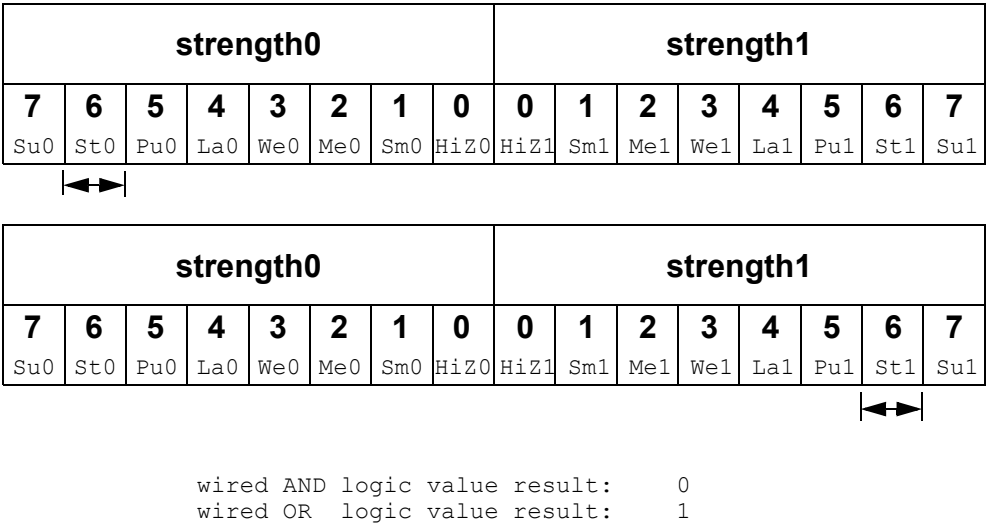 strength0 strength1
7 6 5 4 3 2 1 0 0 1 2 3 4 5 6 7
Su0 St0 Pu0 La0 We0 Me0 Sm0 HiZ0 HiZ1 Sm1 Me1 We1 La1 Pu1 St1 Su1
strength0 strength1
7 6 5 4 3 2 1 0 0 1 2 3 4 5 6 7
Su0 St0 Pu0 La0 We0 Me0 Sm0 HiZ0 HiZ1 Sm1 Me1 We1 La1 Pu1 St1 Su1
wired AND logic value result: 0
wired OR logic value result: 1